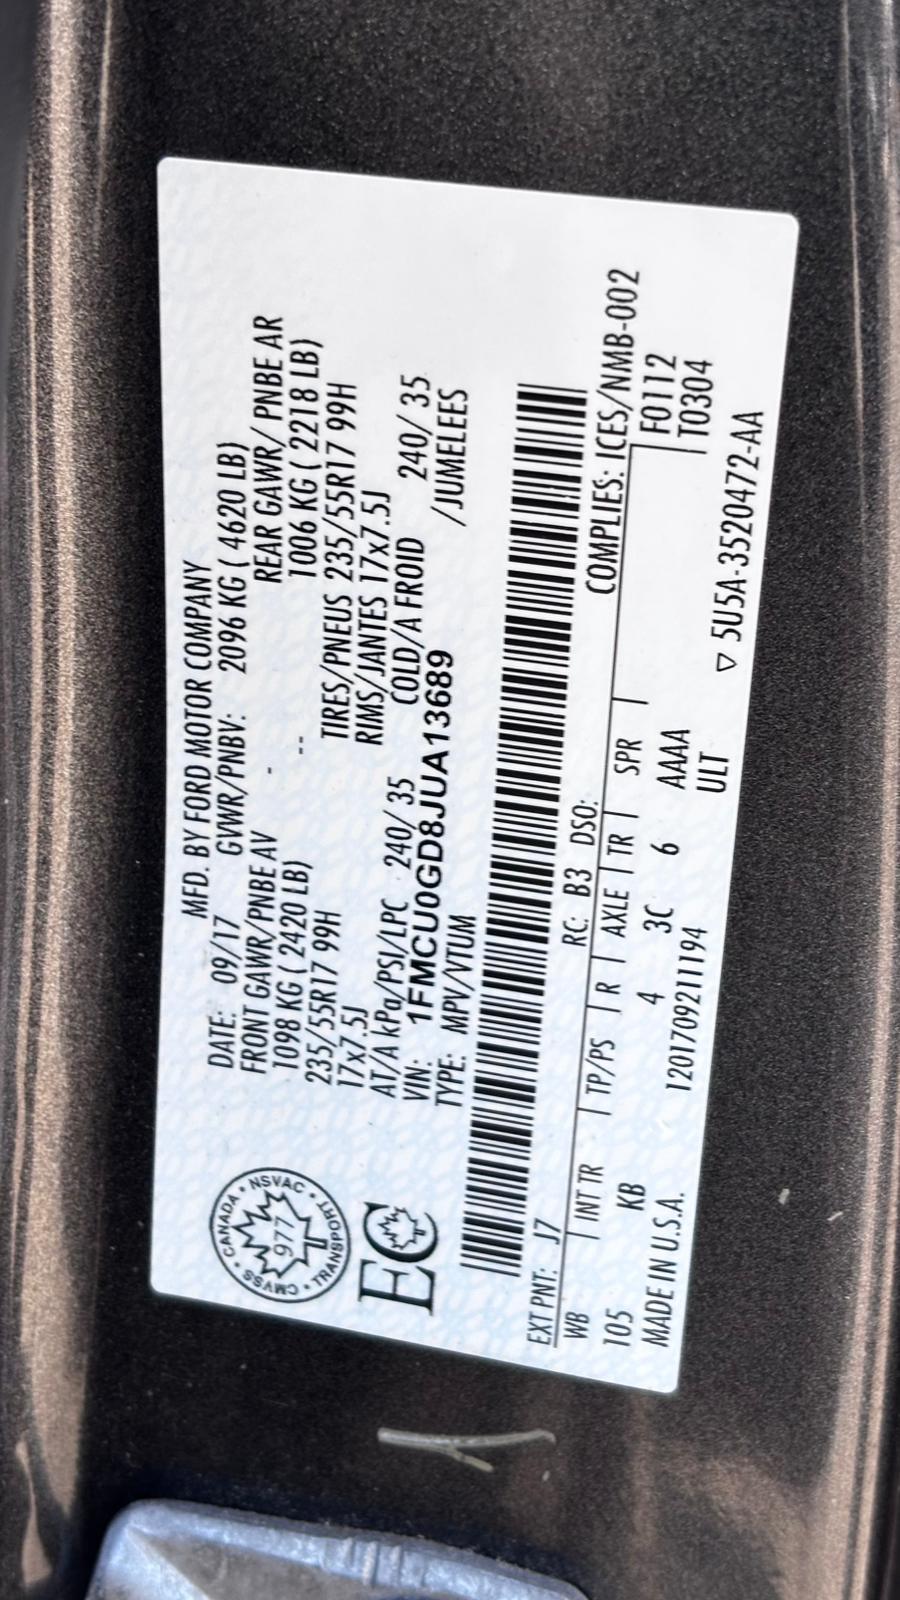 MFD. BY FORD MOTOR COMPANY
DATE: 09/17 GVWR/PNBV: 2096 KG ( 4620 LB)
FRONT GAWR/PNBE AV - REAR GAWR/ PNBE AR
1098 KG ( 2420 LB) -- 1006 KG ( 2218 LB)
235/55R17 99H TIRES/PNEUS 235/55R17 99H
17x7.5J RIMS/JANTES 17x7.5J
AT/A kPa/PSI/LPC 240/ 35 COLD/A FROID 240/ 35
VIN: 1FMCU0GD8JUA13689 /JUMELEES
TYPE: MPV/VTUM
CMVSS • CANADA • NSVAC • TRANSPORT •
977
EC
EXT PNT: J7 RC: B3 DSO: COMPLIES: ICES/NMB-002
WB INT TR TP/PS R AXLE TR SPR F0112
105 KB 4 3C 6 AAAA T0304
MADE IN U.S.A. 120170921194 ULT
▽ 5U5A-3520472-AA